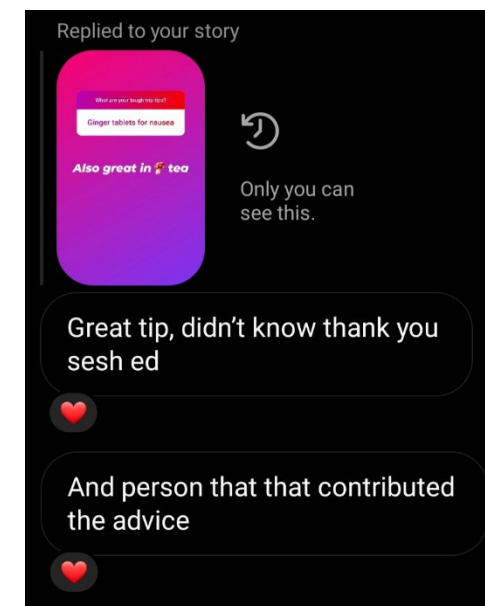 Replied to your story
What are your tough trip tips?
Ginger tablets for nausea
Also great in 🍄 tea
Only you can
see this.
Great tip, didn't know thank you
sesh ed
❤️
And person that that contributed
the advice
❤️